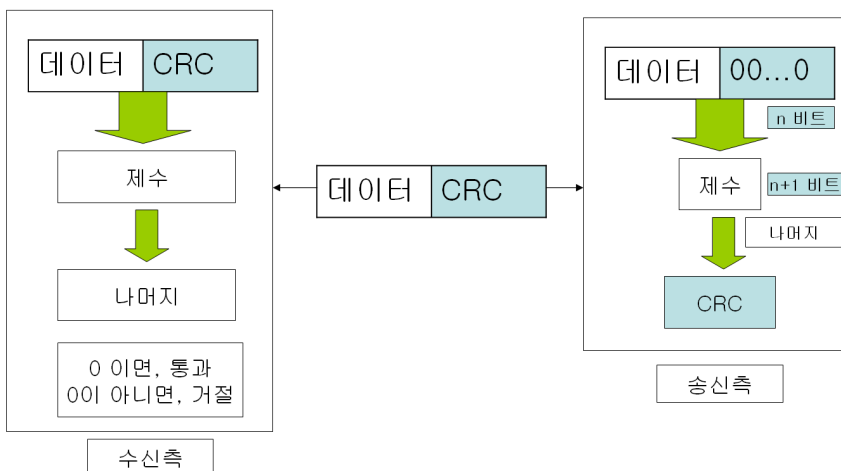 데이터 CRC
제수
나머지
0 이면, 통과
0이 아니면, 거절
수신측
데이터 CRC
데이터 00...0
n 비트
제수
n+1 비트
나머지
CRC
송신측